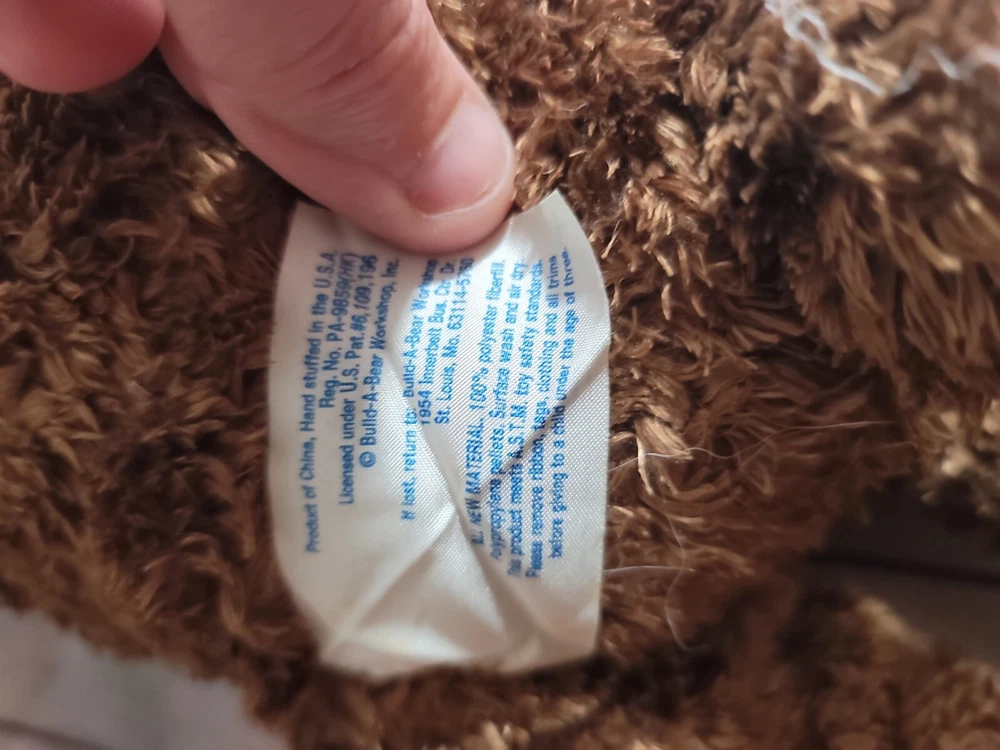 Product of China, Hand stuffed in the U.S.A.
Reg. No. PA-9859(HK)
Licensed under U.S. Pat.#6,109,196
© Build-A-Bear Workshop, Inc.
If lost, return to: Build-A-Bear Workshop
1954 Innerbelt Bus. Ctr. Dr.
St. Louis, Mo. 63114-5760
NEW MATERIAL, 100% polyester fiberfill,
polypropylene pellets. Surface wash and air dry.
This product meets A.S.T.M. toy safety standards.
Please remove ribbon, tags, clothing and all trims
before giving to a child under the age of three.